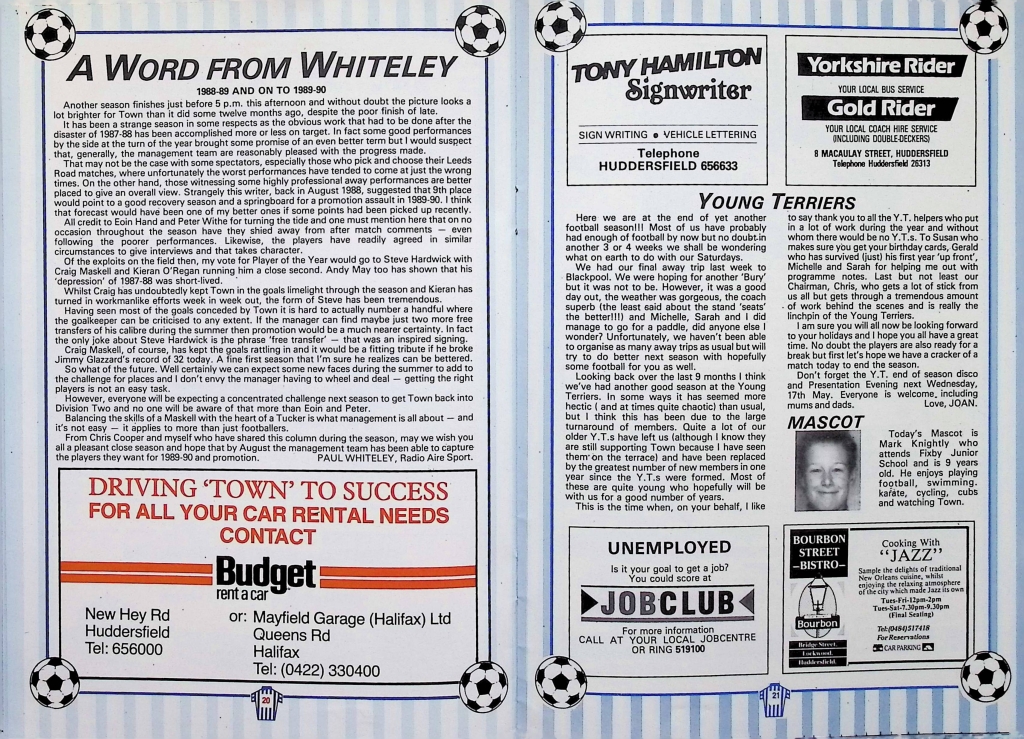 A WORD FROM WHITELEY
1988-89 AND ON TO 1989-90
Another season finishes just before 5 p.m. this afternoon and without doubt the picture looks a
lot brighter for Town than it did some twelve months ago, despite the poor finish of late.
It has been a strange season in some respects as the obvious work that had to be done after the
disaster of 1987-88 has been accomplished more or less on target. In fact some good performances
by the side at the turn of the year brought some promise of an even better term but I would suspect
that, generally, the management team are reasonably pleased with the progress made.
That may not be the case with some spectators, especially those who pick and choose their Leeds
Road matches, where unfortunately the worst performances have tended to come at just the wrong
times. On the other hand, those witnessing some highly professional away performances are better
placed to give an overall view. Strangely this writer, back in August 1988, suggested that 9th place
would point to a good recovery season and a springboard for a promotion assault in 1989-90. I think
that forecast would have been one of my better ones if some points had been picked up recently.
All credit to Eoin Hand and Peter Withe for turning the tide and one must mention here that on no
occasion throughout the season have they shied away from after match comments — even
following the poorer performances. Likewise, the players have readily agreed in similar
circumstances to give interviews and that takes character.
Of the exploits on the field then, my vote for Player of the Year would go to Steve Hardwick with
Craig Maskell and Kieran O'Regan running him a close second. Andy May too has shown that his
'depression' of 1987-88 was short-lived.
Whilst Craig has undoubtedly kept Town in the goals limelight through the season and Kieran has
turned in workmanlike efforts week in week out, the form of Steve has been tremendous.
Having seen most of the goals conceded by Town it is hard to actually number a handful where
the goalkeeper can be criticised to any extent. If the manager can find maybe just two more free
transfers of his calibre during the summer then promotion would be a much nearer certainty. In fact
the only joke about Steve Hardwick is the phrase 'free transfer' — that was an inspired signing.
Craig Maskell, of course, has kept the goals rattling in and it would be a fitting tribute if he broke
Jimmy Glazzard's record of 32 today. A fine first season that I'm sure he realizes can be bettered.
So what of the future. Well certainly we can expect some new faces during the summer to add to
the challenge for places and I don't envy the manager having to wheel and deal — getting the right
players is not an easy task.
However, everyone will be expecting a concentrated challenge next season to get Town back into
Division Two and no one will be aware of that more than Eoin and Peter.
Balancing the skills of a Maskell with the heart of a Tucker is what management is all about — and
it's not easy — it applies to more than just footballers.
From Chris Cooper and myself who have shared this column during the season, may we wish you
all a pleasant close season and hope that by August the management team has been able to capture
the players they want for 1989-90 and promotion. PAUL WHITELEY, Radio Aire Sport.
DRIVING 'TOWN' TO SUCCESS
FOR ALL YOUR CAR RENTAL NEEDS
CONTACT
Budget
rent a car
New Hey Rd
Huddersfield
Tel: 656000
or: Mayfield Garage (Halifax) Ltd
Queens Rd
Halifax
Tel: (0422) 330400
20
TONY HAMILTON
Signwriter
SIGN WRITING ● VEHICLE LETTERING
Telephone
HUDDERSFIELD 656633
Yorkshire Rider
YOUR LOCAL BUS SERVICE
Gold Rider
YOUR LOCAL COACH HIRE SERVICE
(INCLUDING DOUBLE-DECKERS)
8 MACAULAY STREET, HUDDERSFIELD
Telephone Huddersfield 26313
YOUNG TERRIERS
Here we are at the end of yet another
football season!!! Most of us have probably
had enough of football by now but no doubt in
another 3 or 4 weeks we shall be wondering
what on earth to do with our Saturdays.
We had our final away trip last week to
Blackpool. We were hoping for another 'Bury'
but it was not to be. However, it was a good
day out, the weather was gorgeous, the coach
superb (the least said about the stand 'seats'
the better!!!) and Michelle, Sarah and I did
manage to go for a paddle, did anyone else I
wonder? Unfortunately, we haven't been able
to organise as many away trips as usual but will
try to do better next season with hopefully
some football for you as well.
Looking back over the last 9 months I think
we've had another good season at the Young
Terriers. In some ways it has seemed more
hectic (and at times quite chaotic) than usual,
but I think this has been due to the large
turnaround of members. Quite a lot of our
older Y.T.s have left us (although I know they
are still supporting Town because I have seen
them on the terrace) and have been replaced
by the greatest number of new members in one
year since the Y.T.s were formed. Most of
these are quite young who hopefully will be
with us for a good number of years.
This is the time when, on your behalf, I like
to say thank you to all the Y.T. helpers who put
in a lot of work during the year and without
whom there would be no Y.T.s. To Susan who
makes sure you get your birthday cards, Gerald
who has survived (just) his first year 'up front',
Michelle and Sarah for helping me out with
programme notes. Last but not least our
Chairman, Chris, who gets a lot of stick from
us all but gets through a tremendous amount
of work behind the scenes and is really the
linchpin of the Young Terriers.
I am sure you will all now be looking forward
to your holidays and I hope you all have a great
time. No doubt the players are also ready for a
break but first let's hope we have a cracker of a
match today to end the season.
Don't forget the Y.T. end of season disco
and Presentation Evening next Wednesday,
17th May. Everyone is welcome including
mums and dads. Love, JOAN.
MASCOT
Today's Mascot is
Mark Knightly who
attends Fixby Junior
School and is 9 years
old. He enjoys playing
football, swimming,
karate, cycling, cubs
and watching Town.
UNEMPLOYED
Is it your goal to get a job?
You could score at
JOBCLUB
For more information
CALL AT YOUR LOCAL JOBCENTRE
OR RING 519100
BOURBON
STREET
–BISTRO–
Bourbon
Bridge Street,
Lockwood,
Huddersfield.
Cooking With
"JAZZ"
Sample the delights of traditional
New Orleans cuisine, whilst
enjoying the relaxing atmosphere
of the city which made Jazz its own
Tues-Fri-12pm-2pm
Tues-Sat-7.30pm-9.30pm
(Final Seating)
Tel:(0484)517418
For Reservations
CAR PARKING
21